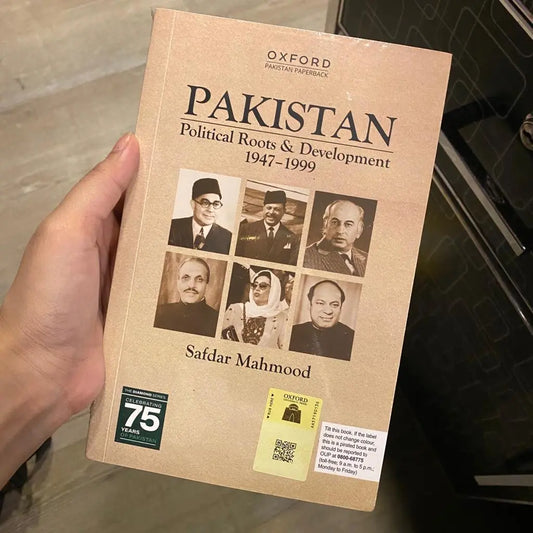 OXFORD
PAKISTAN PAPERBACK
PAKISTAN
Political Roots & Development
1947–1999
Safdar Mahmood
THE DIAMOND SERIES
CELEBRATING
75
YEARS
OF PAKISTAN
OXFORD
Tilt this book. If the label
does not change colour,
this is a pirated book and
should be reported to
OUP at 0800-68775
(toll-free; 9 a.m. to 5 p.m.;
Monday to Friday)